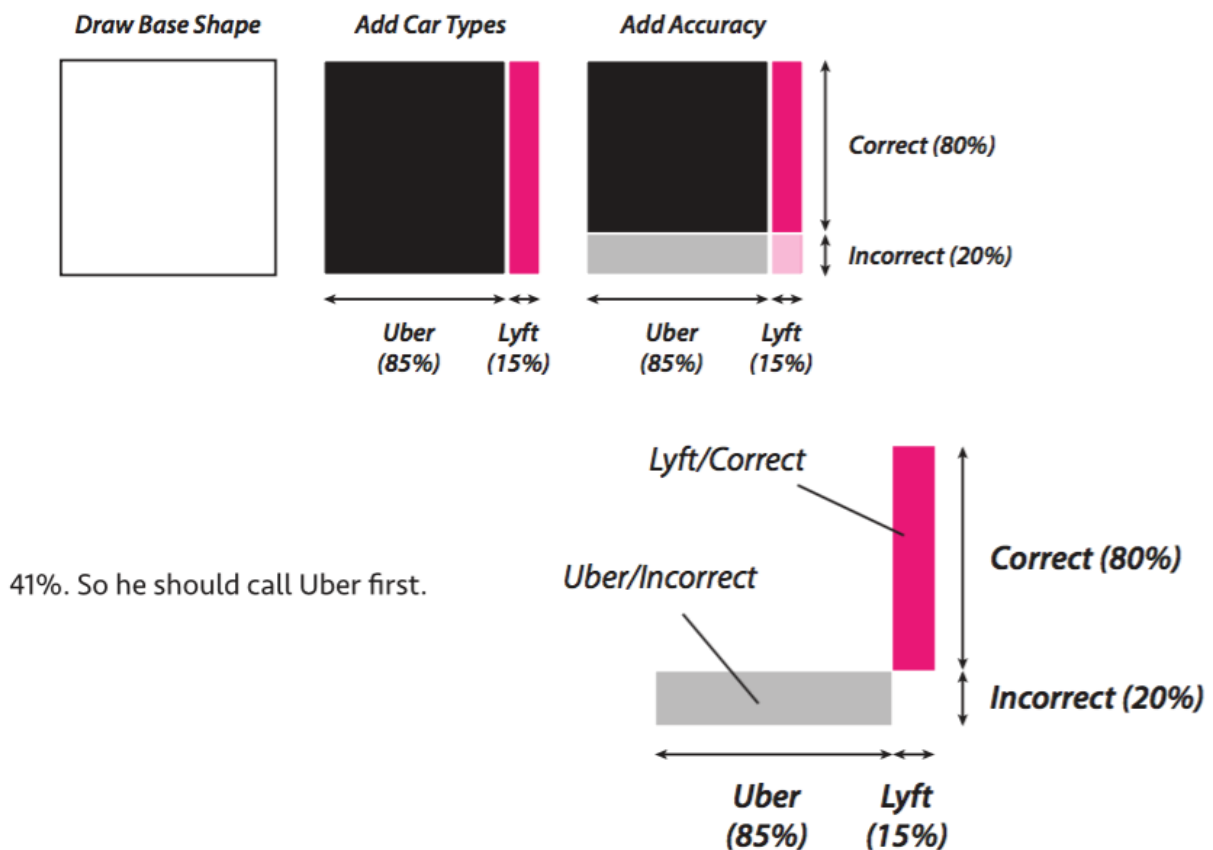 Draw Base Shape
Add Car Types
Add Accuracy
Correct (80%)
Incorrect (20%)
Uber
(85%)
Lyft
(15%)
Uber
(85%)
Lyft
(15%)
Lyft/Correct
Uber/Incorrect
Correct (80%)
41%. So he should call Uber first.
Incorrect (20%)
Uber
(85%)
Lyft
(15%)